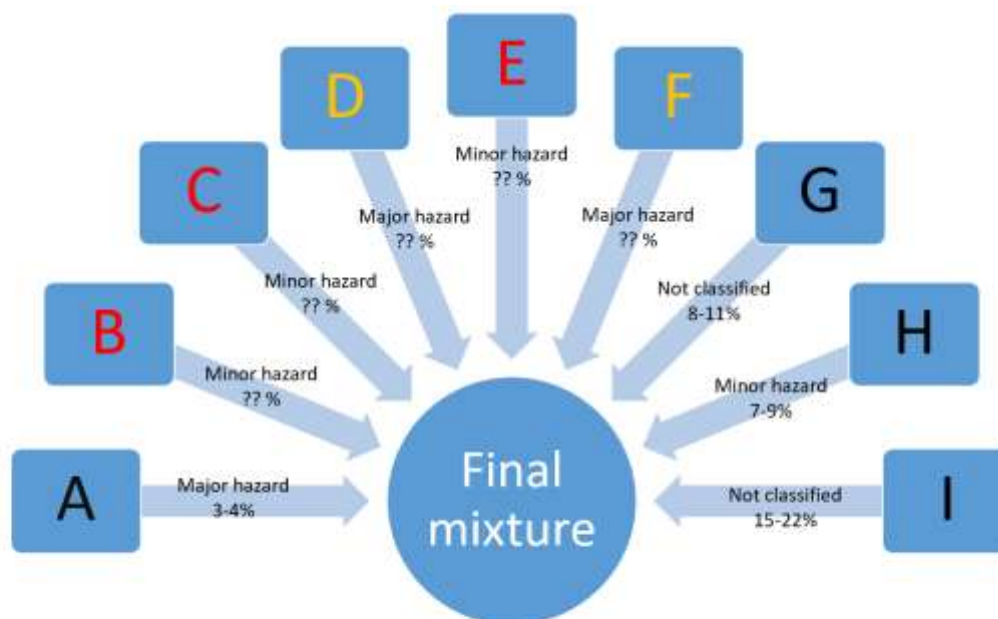 E
D
F
Minor hazard
?? %
C
G
Major hazard
?? %
Major hazard
?? %
Minor hazard
?? %
Not classified
8-11%
B
H
Minor hazard
?? %
Minor hazard
7-9%
A
Major hazard
3-4%
Final
mixture
Not classified
15-22%
I